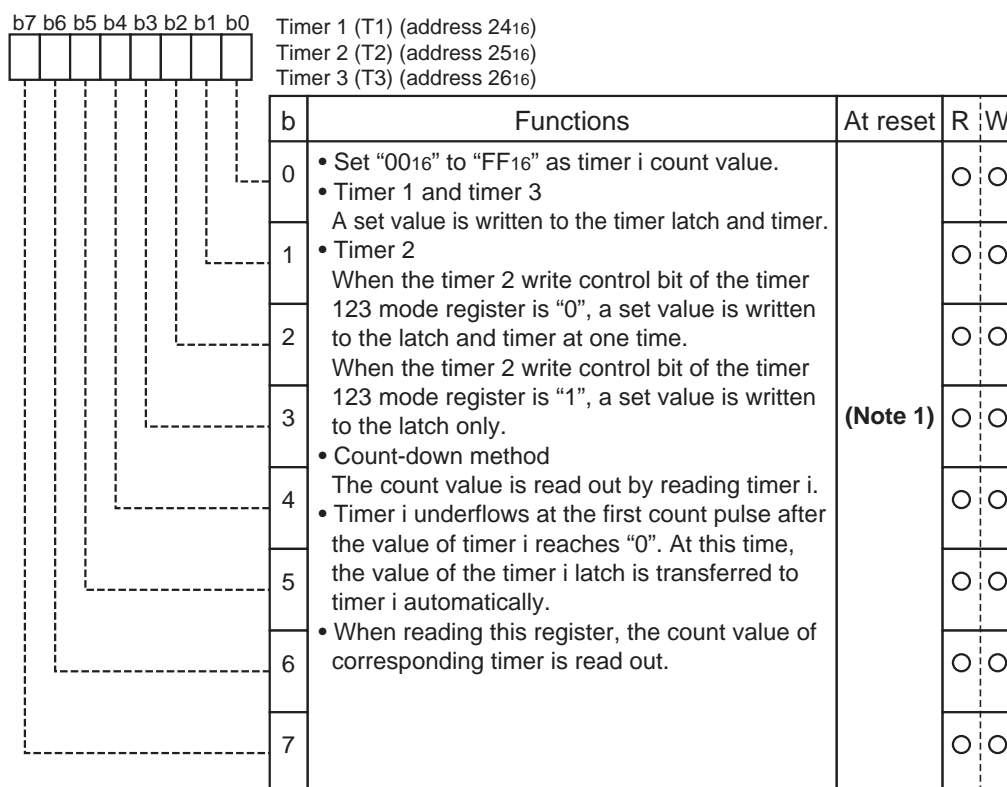 b7 b6 b5 b4 b3 b2 b1 b0
Timer 1 (T1) (address 2416)
Timer 2 (T2) (address 2516)
Timer 3 (T3) (address 2616)
b Functions At reset R W
0
1
2
3
4
5
6
7
• Set “0016” to “FF16” as timer i count value.
• Timer 1 and timer 3
A set value is written to the timer latch and timer.
• Timer 2
When the timer 2 write control bit of the timer
123 mode register is “0”, a set value is written
to the latch and timer at one time.
When the timer 2 write control bit of the timer
123 mode register is “1”, a set value is written
to the latch only.
• Count-down method
The count value is read out by reading timer i.
• Timer i underflows at the first count pulse after
the value of timer i reaches “0”. At this time,
the value of the timer i latch is transferred to
timer i automatically.
• When reading this register, the count value of
corresponding timer is read out.
(Note 1)